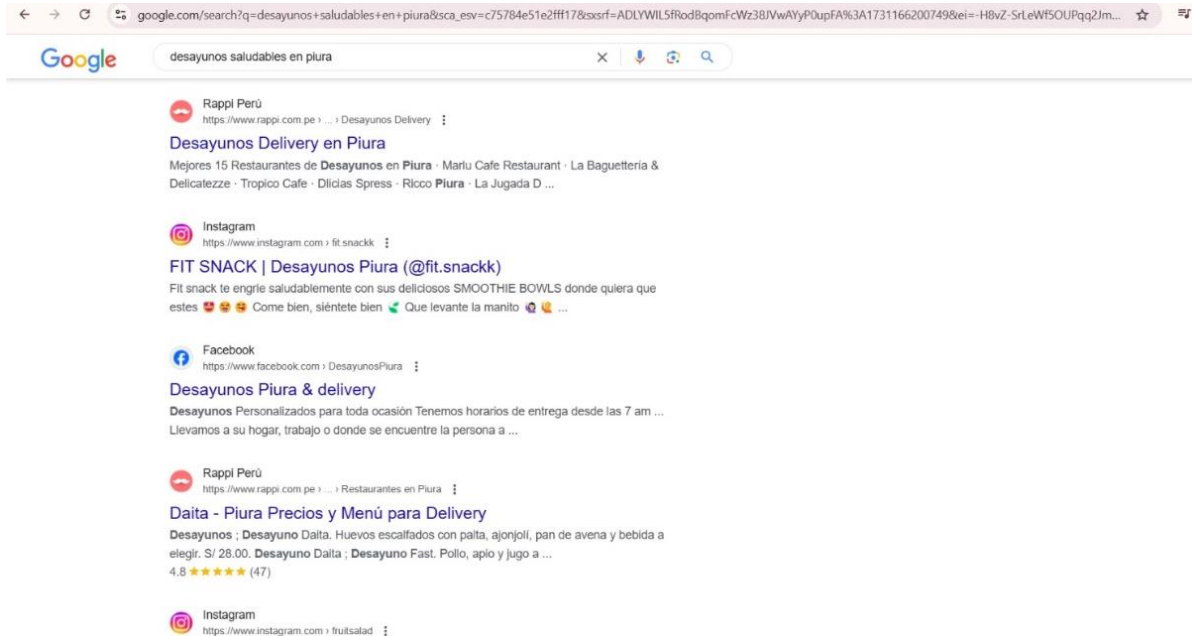 google.com/search?q=desayunos+saludables+en+piura&sca_esv=c75784e51e2fff17&sxsrf=ADLYWIL5fRodBqomFcWz38JVwAYyP0upFA%3A1731166200749&ei=-H8vZ-SrLeWf5OUPqq2Jm...
Google
desayunos saludables en piura
Rappi Perú
https://www.rappi.com.pe › ... › Desayunos Delivery
Desayunos Delivery en Piura
Mejores 15 Restaurantes de Desayunos en Piura · Marlu Cafe Restaurant · La Baguetteria &
Delicatezze · Tropico Cafe · Dlicias Spress · Ricco Piura · La Jugada D ...
Instagram
https://www.instagram.com › fit.snackk
FIT SNACK | Desayunos Piura (@fit.snackk)
Fit snack te engríe saludablemente con sus deliciosos SMOOTHIE BOWLS donde quiera que
estes 😍 😋 😋 Come bien, siéntete bien 🌱 Que levante la manito 🙋‍♀️ 🙋 ...
Facebook
https://www.facebook.com › DesayunosPiura
Desayunos Piura & delivery
Desayunos Personalizados para toda ocasión Tenemos horarios de entrega desde las 7 am ...
Llevamos a su hogar, trabajo o donde se encuentre la persona a ...
Rappi Perú
https://www.rappi.com.pe › ... › Restaurantes en Piura
Daita - Piura Precios y Menú para Delivery
Desayunos ; Desayuno Daita. Huevos escalfados con palta, ajonjolí, pan de avena y bebida a
elegir. S/ 28.00. Desayuno Daita ; Desayuno Fast. Pollo, apio y jugo a ...
4.8 ★★★★★ (47)
Instagram
https://www.instagram.com › fruitsalad